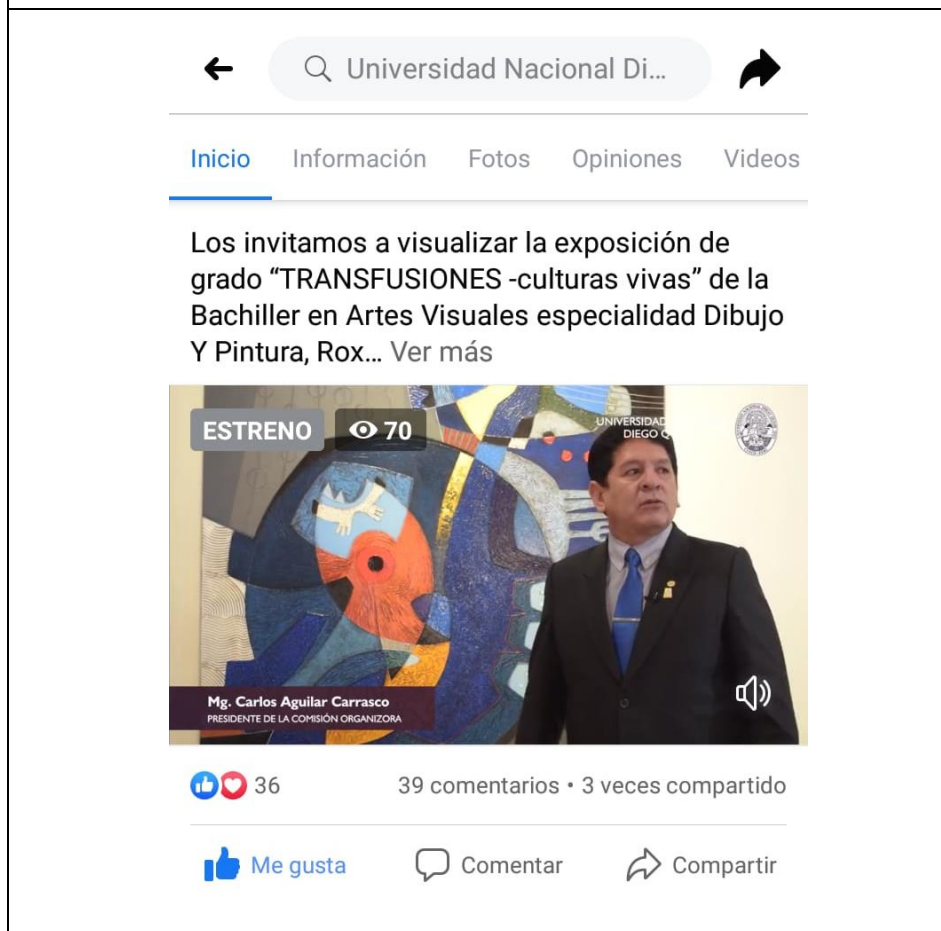 Universidad Nacional Di...
Inicio Información Fotos Opiniones Videos
Los invitamos a visualizar la exposición de
grado “TRANSFUSIONES -culturas vivas” de la
Bachiller en Artes Visuales especialidad Dibujo
Y Pintura, Rox... Ver más
ESTRENO 70
UNIVERSIDAD
DIEGO Q
Mg. Carlos Aguilar Carrasco
PRESIDENTE DE LA COMISIÓN ORGANIZORA
36 39 comentarios • 3 veces compartido
Me gusta Comentar Compartir